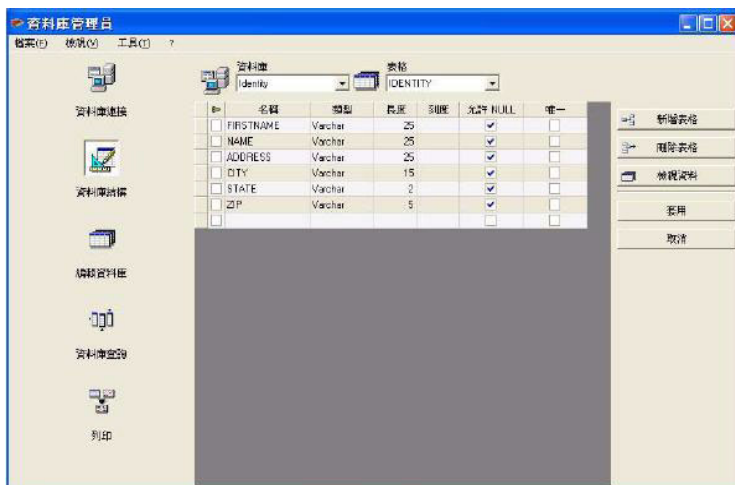 資料庫管理員
檔案(F) 檢視(V) 工具(T) ?
資料庫連接
資料庫結構
編輯資料庫
資料庫查詢
列印
資料庫 表格
Identity IDENTITY
名稱 類型 長度 刻度 允許 NULL 唯一
FIRSTNAME Varchar 25
NAME Varchar 25
ADDRESS Varchar 25
CITY Varchar 15
STATE Varchar 2
ZIP Varchar 5
新增表格
刪除表格
檢視資料
套用
取消